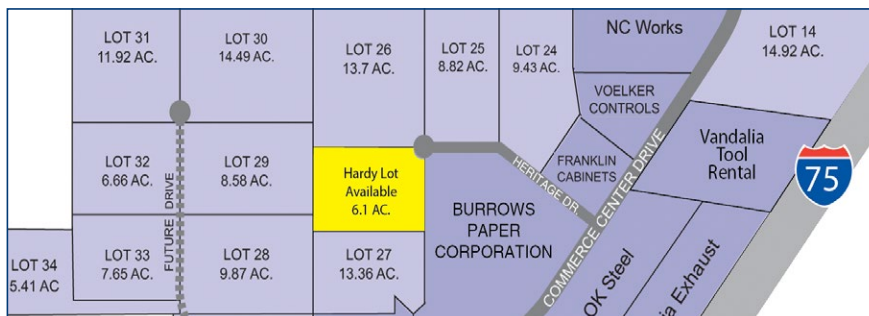 LOT 31
11.92 AC.
LOT 30
14.49 AC.
LOT 26
13.7 AC.
LOT 25
8.82 AC.
LOT 24
9.43 AC.
NC Works
LOT 14
14.92 AC.
VOELKER
CONTROLS
Vandalia
Tool
Rental
75
LOT 32
6.66 AC.
LOT 29
8.58 AC.
Hardy Lot
Available
6.1 AC.
HERITAGE DR.
FRANKLIN
CABINETS
COMMERCE CENTER DRIVE
BURROWS
PAPER
CORPORATION
FUTURE DRIVE
LOT 34
5.41 AC
LOT 33
7.65 AC.
LOT 28
9.87 AC.
LOT 27
13.36 AC.
OK Steel
ia Exhaust